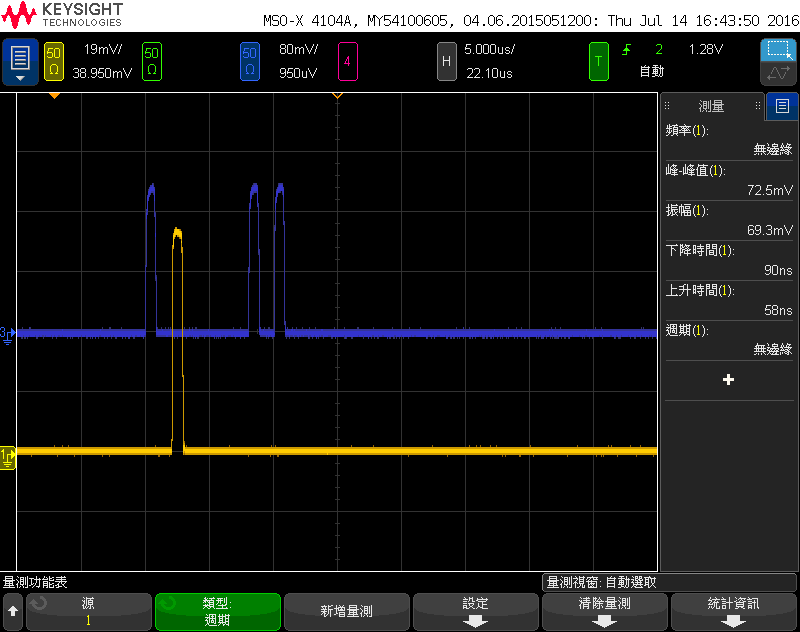 KEYSIGHT
TECHNOLOGIES
MSO-X 4104A, MY54100605, 04.06.2015051200: Thu Jul 14 16:43:50 2016
50Ω 19mV/ 38.950mV
50Ω
50Ω 80mV/ 950uV
4
H 5.000us/ 22.10us
T 2 1.28V
自動
測量
頻率(1):
無邊緣
峰-峰值(1):
72.5mV
振幅(1):
69.3mV
下降時間(1):
90ns
上升時間(1):
58ns
週期(1):
無邊緣
3
1
量測功能表
量測視窗: 自動選取
源
1
類型:
週期
新增量測
設定
清除量測
統計資訊